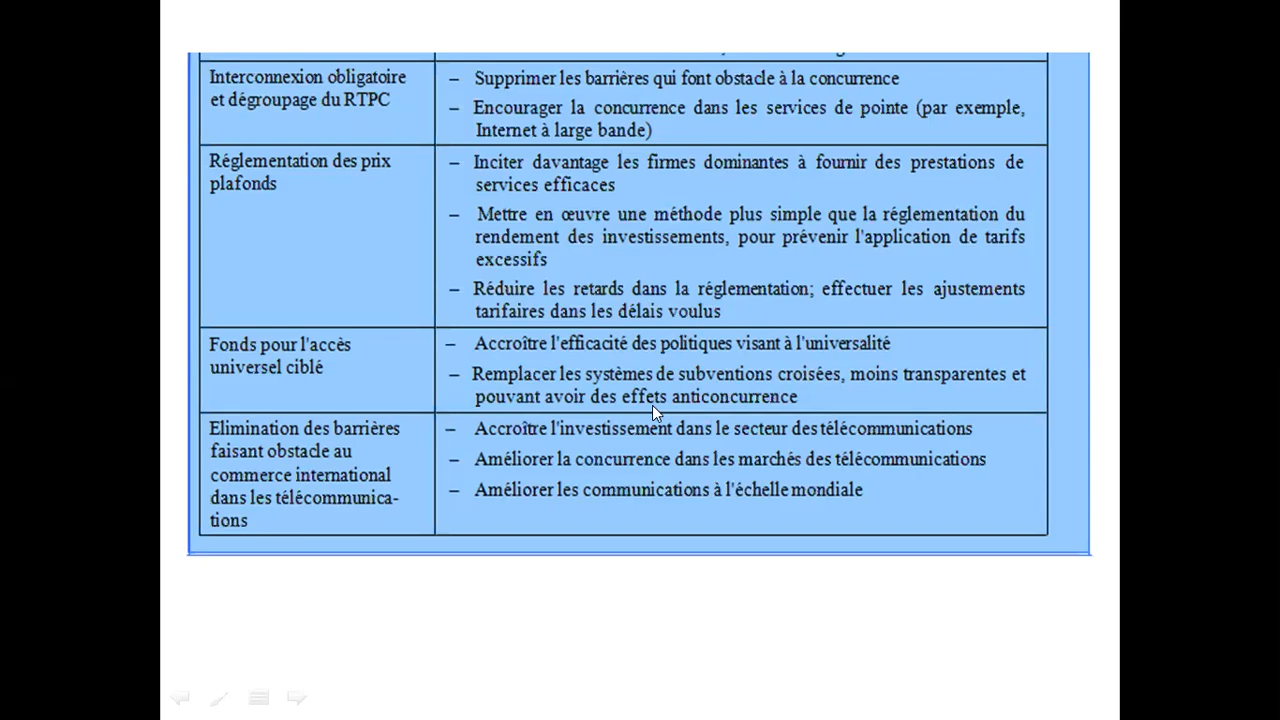 Interconnexion obligatoire
et dégroupage du RTPC
– Supprimer les barrières qui font obstacle à la concurrence
– Encourager la concurrence dans les services de pointe (par exemple,
Internet à large bande)
Réglementation des prix
plafonds
– Inciter davantage les firmes dominantes à fournir des prestations de
services efficaces
– Mettre en œuvre une méthode plus simple que la réglementation du
rendement des investissements, pour prévenir l'application de tarifs
excessifs
– Réduire les retards dans la réglementation; effectuer les ajustements
tarifaires dans les délais voulus
Fonds pour l'accès
universel ciblé
– Accroître l'efficacité des politiques visant à l'universalité
– Remplacer les systèmes de subventions croisées, moins transparentes et
pouvant avoir des effets anticoncurrence
Elimination des barrières
faisant obstacle au
commerce international
dans les télécommunica-
tions
– Accroître l'investissement dans le secteur des télécommunications
– Améliorer la concurrence dans les marchés des télécommunications
– Améliorer les communications à l'échelle mondiale